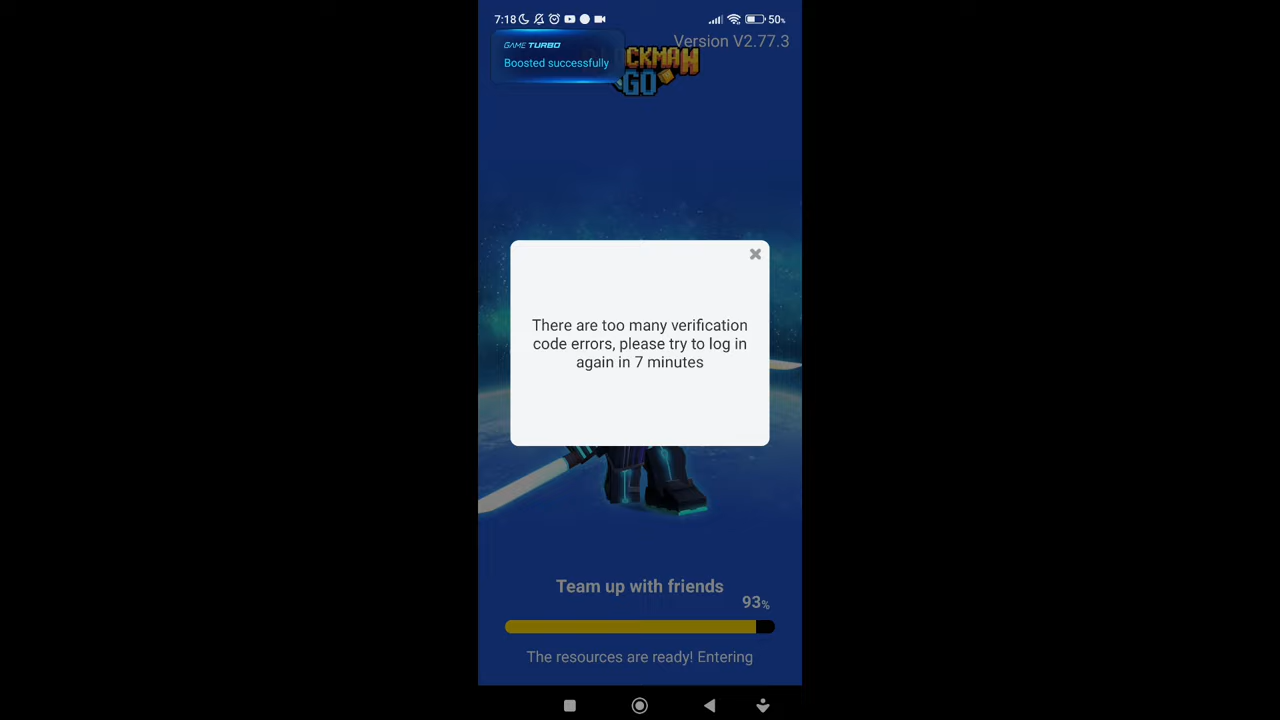 7:18
50%
Version V2.77.3
GAME TURBO
Boosted successfully
GO
There are too many verification
code errors, please try to log in
again in 7 minutes
Team up with friends
93%
The resources are ready! Entering